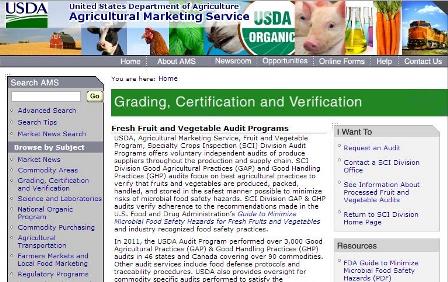 USDA
United States Department of Agriculture
Agricultural Marketing Service
USDA
ORGANIC
Home About AMS Newsroom Opportunities Online Forms Help Contact Us
Search AMS
Go
Advanced Search
Search Tips
Market News Search
Browse by Subject
Market News
Commodity Areas
Grading, Certification
and Verification
Science and Laboratories
National Organic
Program
Commodity Purchasing
Agricultural
Transportation
Farmers Markets and
Local Food Marketing
Regulatory Programs
You are here: Home
Grading, Certification and Verification
Fresh Fruit and Vegetable Audit Programs
USDA, Agricultural Marketing Service, Fruit and Vegetable
Program, Specialty Crops Inspection (SCI) Division Audit
Programs offers voluntary independent audits of produce
suppliers throughout the production and supply chain. SCI
Division Good Agricultural Practices (GAP) and Good Handling
Practices (GHP) audits focus on best agricultural practices to
verify that fruits and vegetables are produced, packed,
handled, and stored in the safest manner possible to minimize
risks of microbial food safety hazards. SCI Division GAP & GHP
audits verify adherence to the recommendations made in the
U.S. Food and Drug Administration's Guide to Minimize
Microbial Food Safety Hazards for Fresh Fruits and Vegetables
and industry recognized food safety practices.
In 2011, the USDA Audit Program performed over 3,000 Good
Agricultural Practices (GAP) & Good Handling Practices (GHP)
audits in 46 states and Canada covering over 90 commodities.
Other audit services include food defense protocols and
traceability procedures. USDA also provides oversight for
commodity specific audits performed to satisfy the
I Want To
Request an Audit
Contact a SCI Division
Office
See Information About
Processed Fruit and
Vegetable Audits
Return to SCI Division
Home Page
Resources
FDA Guide to Minimize
Microbial Food Safety
Hazards (PDF)